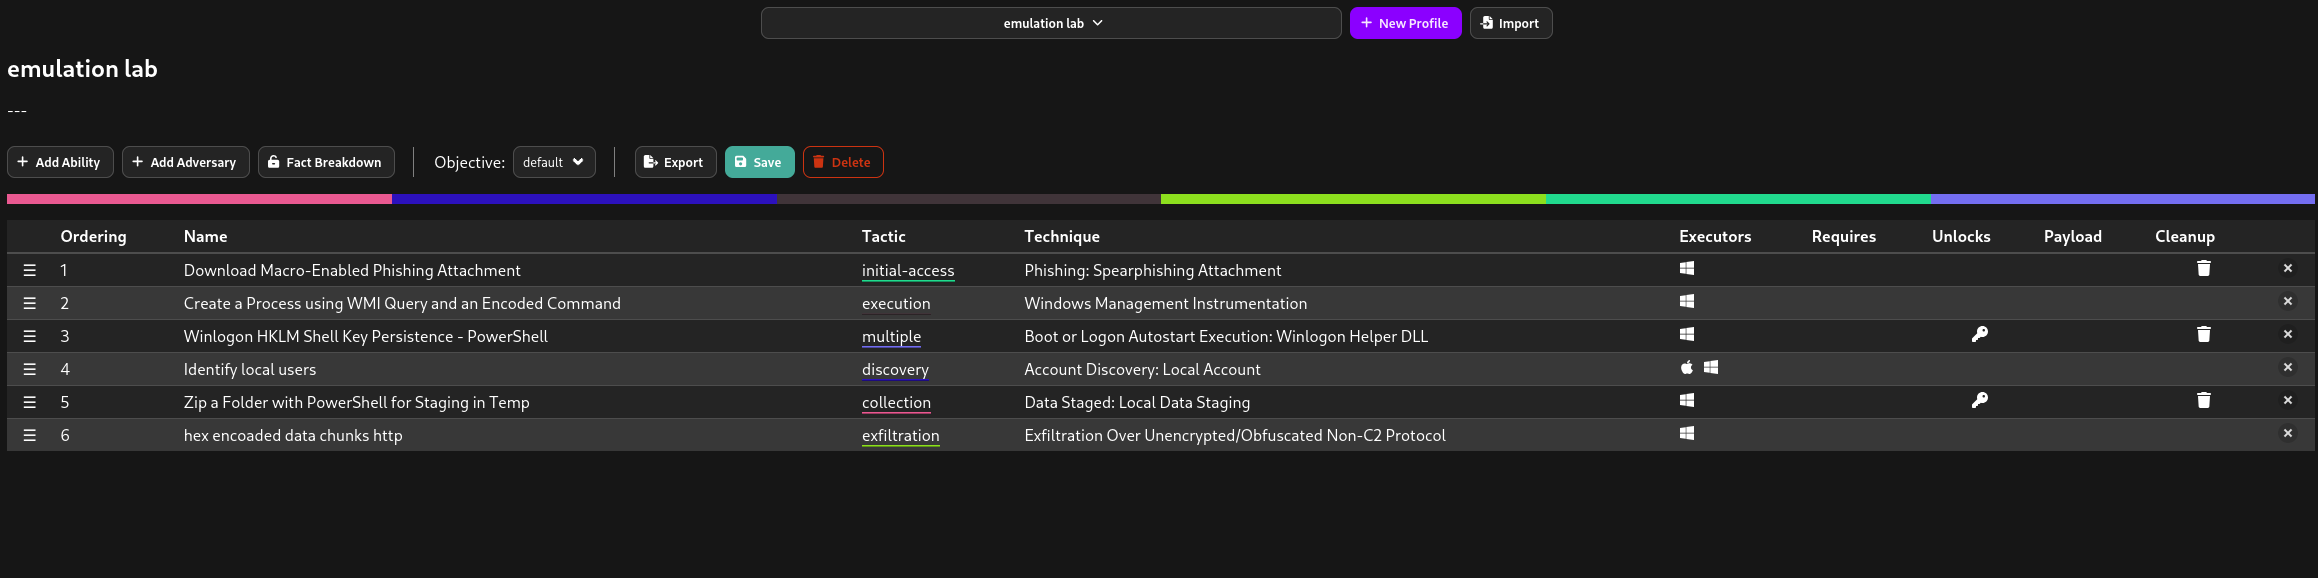 emulation lab
New Profile
Import
emulation lab
---
Add Ability
Add Adversary
Fact Breakdown
Objective:
default
Export
Save
Delete
Ordering Name Tactic Technique Executors Requires Unlocks Payload Cleanup
1 Download Macro-Enabled Phishing Attachment initial-access Phishing: Spearphishing Attachment
2 Create a Process using WMI Query and an Encoded Command execution Windows Management Instrumentation
3 Winlogon HKLM Shell Key Persistence - PowerShell multiple Boot or Logon Autostart Execution: Winlogon Helper DLL
4 Identify local users discovery Account Discovery: Local Account
5 Zip a Folder with PowerShell for Staging in Temp collection Data Staged: Local Data Staging
6 hex encoaded data chunks http exfiltration Exfiltration Over Unencrypted/Obfuscated Non-C2 Protocol